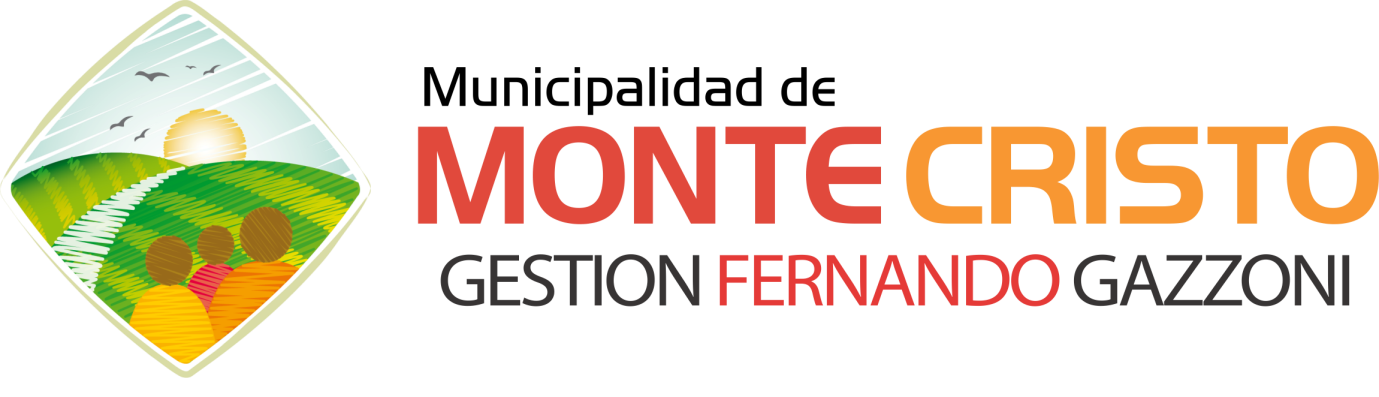 Municipalidad de
MONTE CRISTO
GESTION FERNANDO GAZZONI